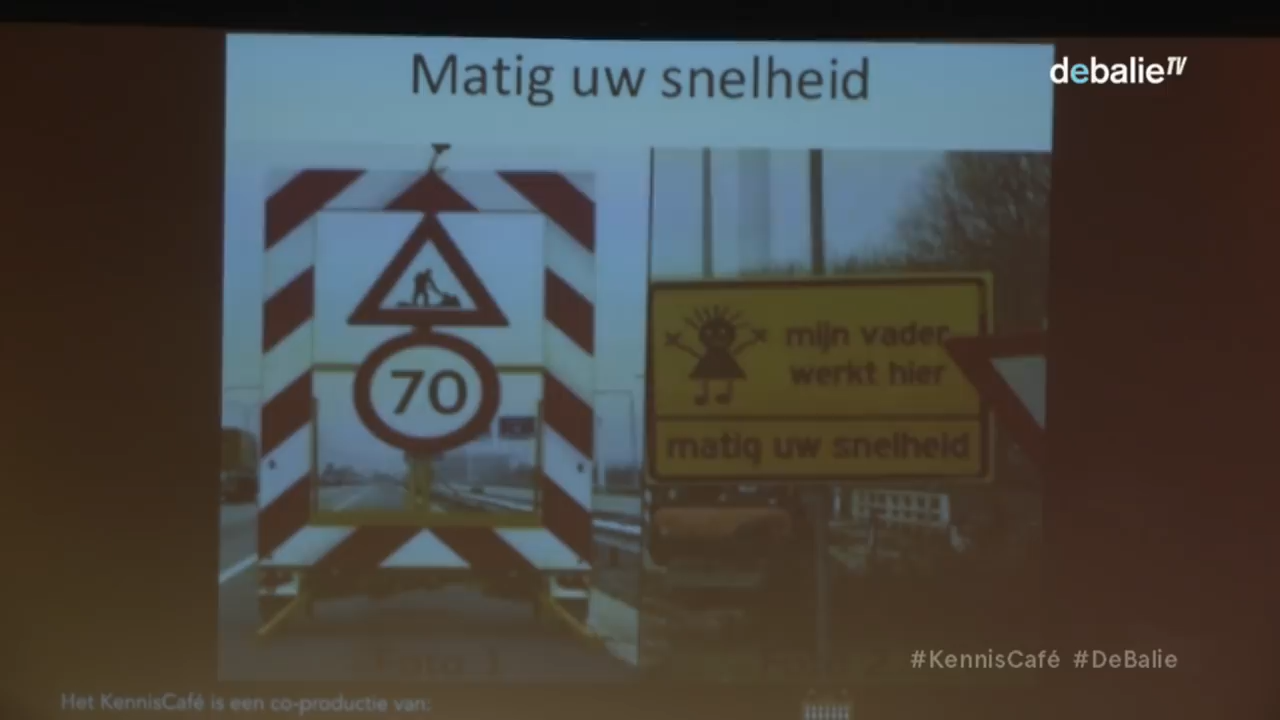 Matig uw snelheid
debalieTV
70
mijn vader
werkt hier
matig uw snelheid
#KennisCafé #DeBalie
Het KennisCafé is een co-productie van: